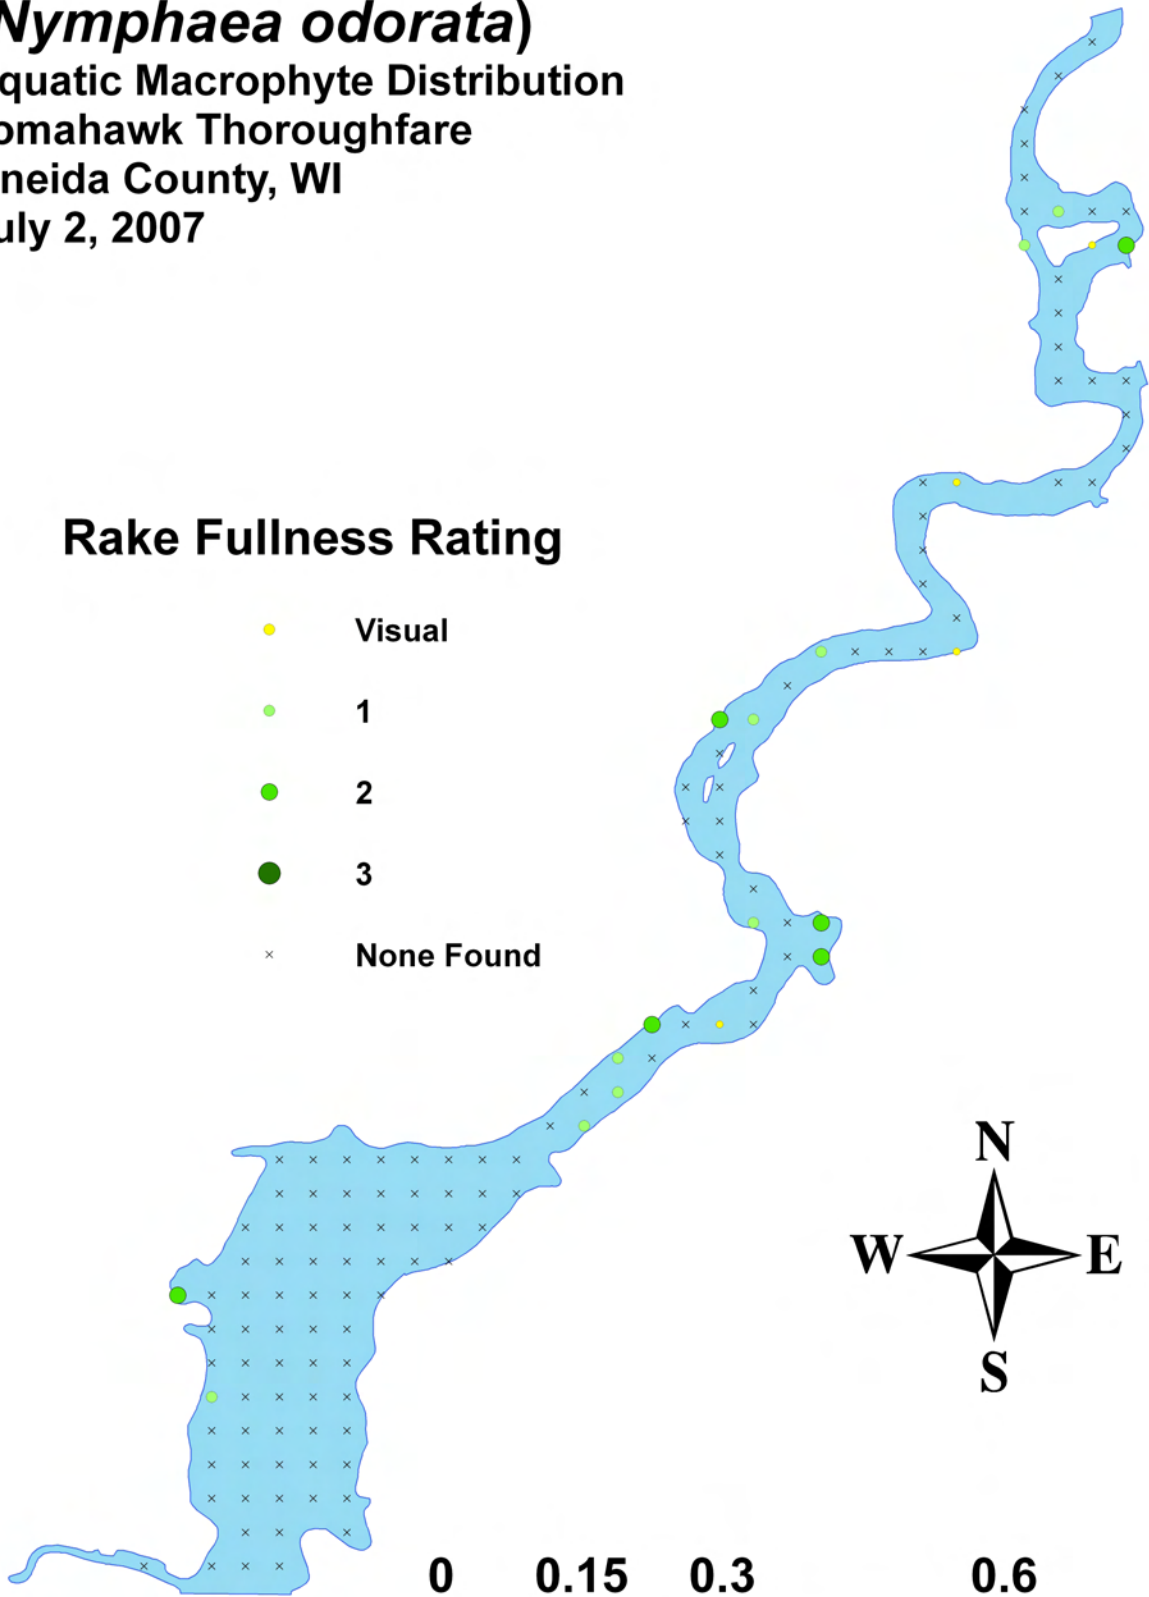 Nymphaea odorata)
quatic Macrophyte Distribution
omahawk Thoroughfare
neida County, WI
uly 2, 2007
Rake Fullness Rating
Visual
1
2
3
None Found
N
W E
S
0 0.15 0.3 0.6